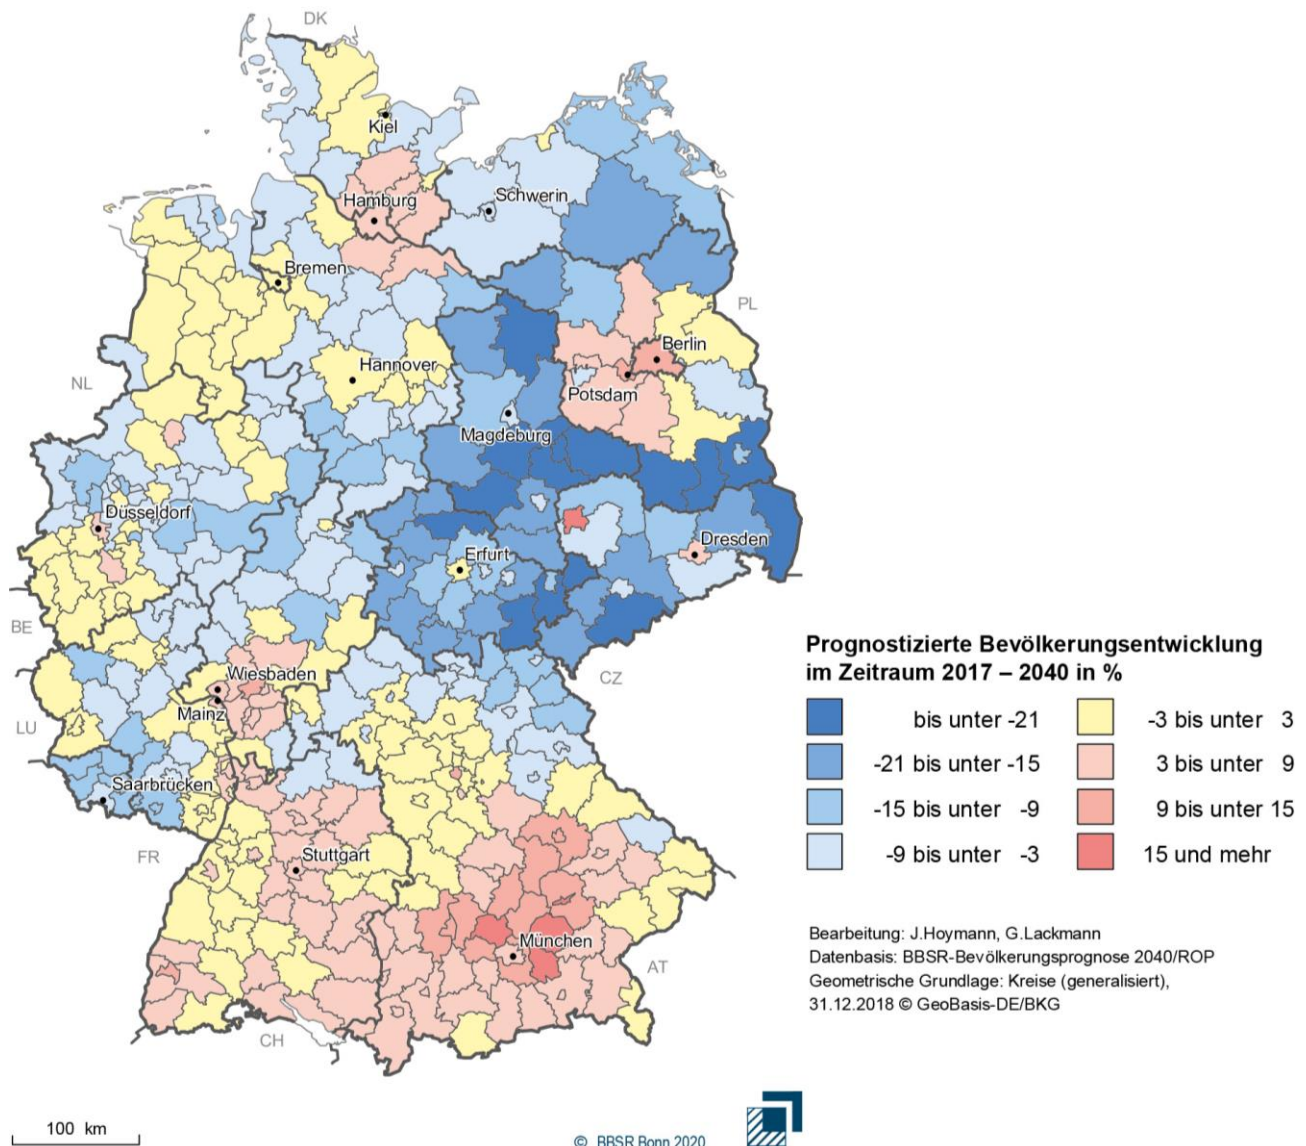 DK
Kiel
Hamburg
Schwerin
Bremen
PL
Berlin
Hannover
NL
Potsdam
Magdeburg
Düsseldorf
Dresden
Erfurt
BE
Wiesbaden
CZ
Mainz
LU
Saarbrücken
FR
Stuttgart
München
AT
CH
Prognostizierte Bevölkerungsentwicklung
im Zeitraum 2017 – 2040 in %
bis unter -21
-21 bis unter -15
-15 bis unter -9
-9 bis unter -3
-3 bis unter 3
3 bis unter 9
9 bis unter 15
15 und mehr
Bearbeitung: J.Hoymann, G.Lackmann
Datenbasis: BBSR-Bevölkerungsprognose 2040/ROP
Geometrische Grundlage: Kreise (generalisiert),
31.12.2018 © GeoBasis-DE/BKG
100 km
© BBSR Bonn 2020